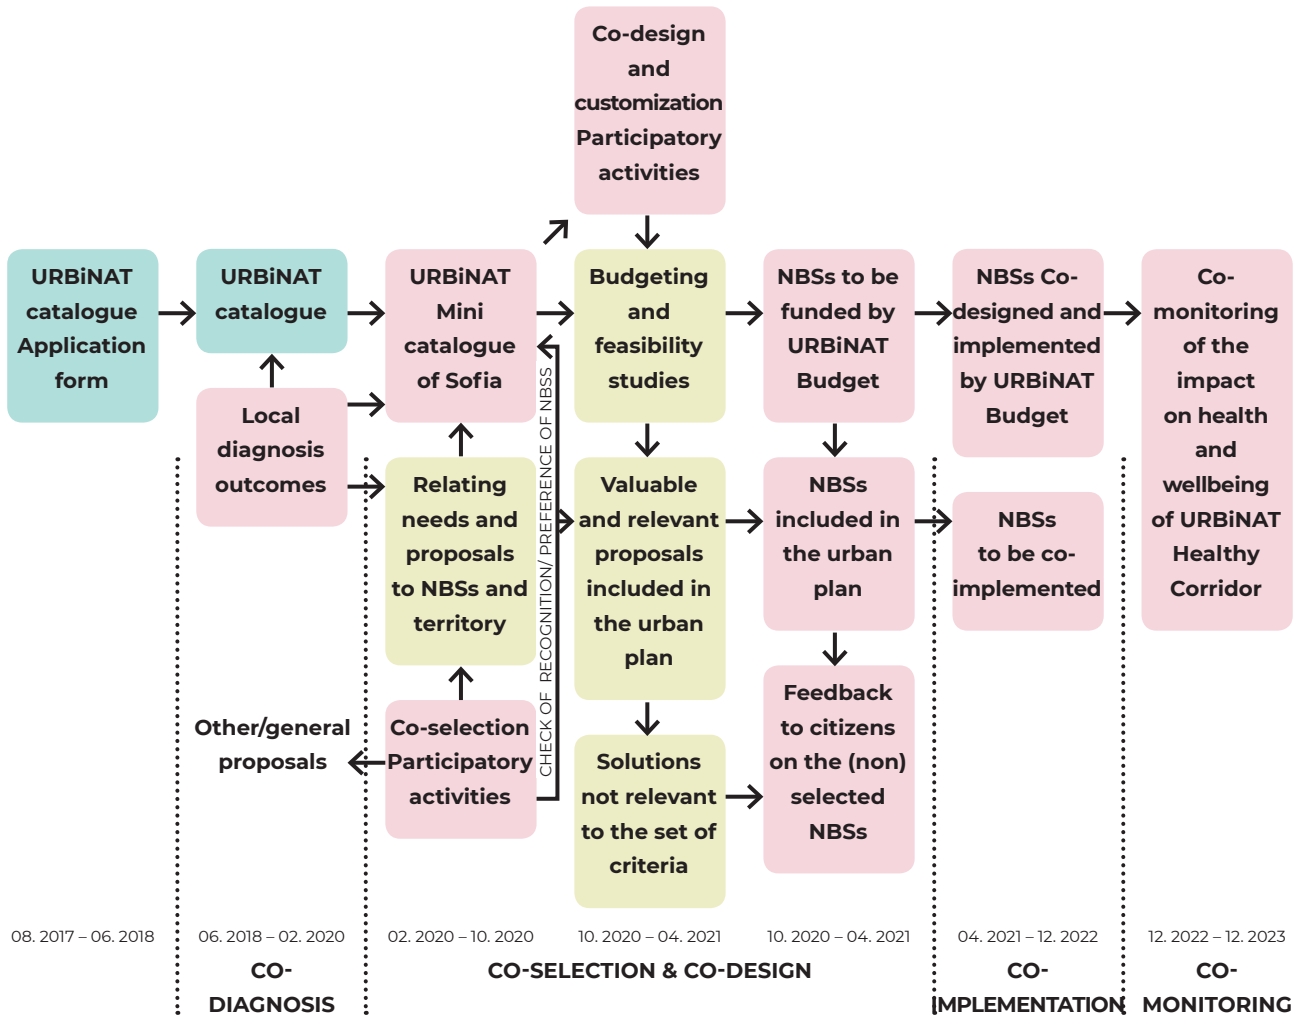 Co-design
and
customization
Participatory
activities
URBiNAT
catalogue
Application
form
URBiNAT
catalogue
Local
diagnosis
outcomes
Other/general
proposals
URBiNAT
Mini
catalogue
of Sofia
Relating
needs and
proposals
to NBSs and
territory
Co-selection
Participatory
activities
CHECK OF RECOGNITION/ PREFERENCE OF NBSS
Budgeting
and
feasibility
studies
Valuable
and relevant
proposals
included in
the urban
plan
Solutions
not relevant
to the set of
criteria
NBSs to be
funded by
URBiNAT
Budget
NBSs
included in
the urban
plan
Feedback
to citizens
on the (non)
selected
NBSs
NBSs Co-
designed and
implemented
by URBiNAT
Budget
NBSs
to be co-
implemented
Co-
monitoring
of the
impact
on health
and
wellbeing
of URBiNAT
Healthy
Corridor
08. 2017 – 06. 2018
06. 2018 – 02. 2020
02. 2020 – 10. 2020
10. 2020 – 04. 2021
10. 2020 – 04. 2021
04. 2021 – 12. 2022
12. 2022 – 12. 2023
CO-
DIAGNOSIS
CO-SELECTION & CO-DESIGN
CO-
IMPLEMENTATION
CO-
MONITORING